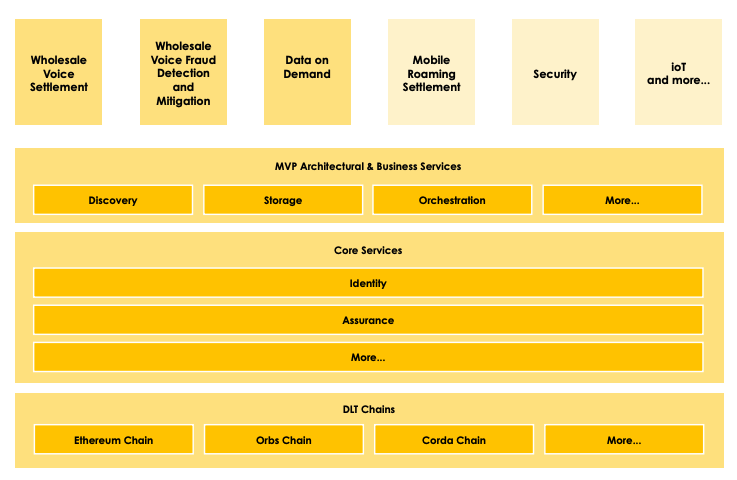 Wholesale
Voice
Settlement
Wholesale
Voice Fraud
Detection
and
Mitigation
Data on
Demand
Mobile
Roaming
Settlement
Security
ioT
and more...
MVP Architectural & Business Services
Discovery
Storage
Orchestration
More...
Core Services
Identity
Assurance
More...
DLT Chains
Ethereum Chain
Orbs Chain
Corda Chain
More...